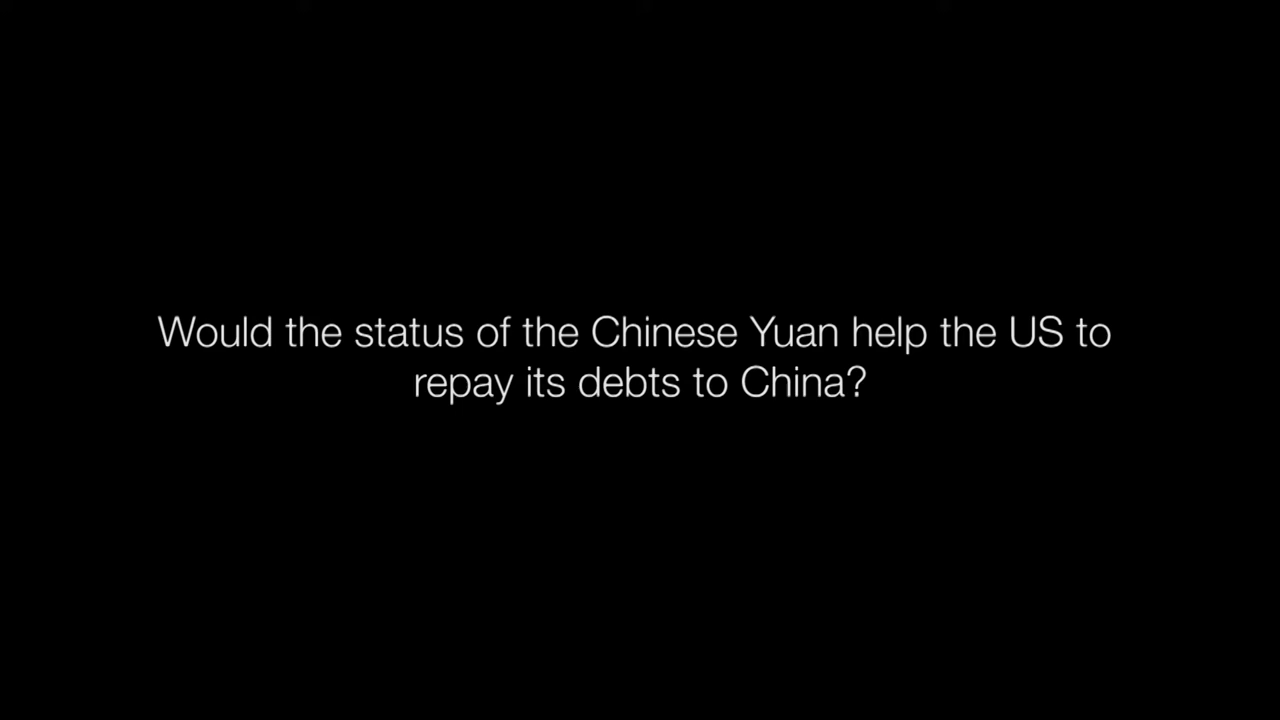 Would the status of the Chinese Yuan help the US to
repay its debts to China?